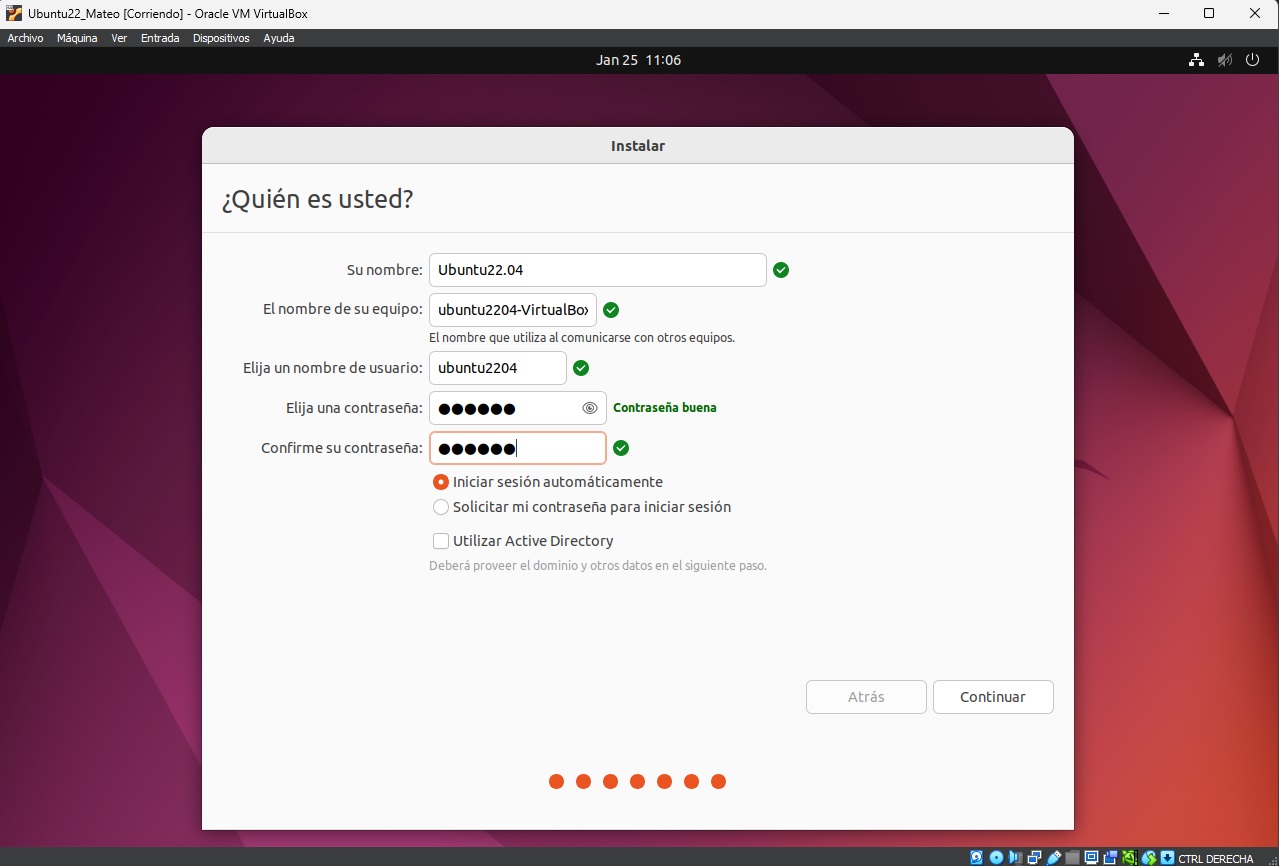 Ubuntu22_Mateo [Corriendo] - Oracle VM VirtualBox
Archivo Máquina Ver Entrada Dispositivos Ayuda
Jan 25 11:06
Instalar
¿Quién es usted?
Su nombre: Ubuntu22.04
El nombre de su equipo: ubuntu2204-VirtualBox
El nombre que utiliza al comunicarse con otros equipos.
Elija un nombre de usuario: ubuntu2204
Elija una contraseña: ●●●●●● Contraseña buena
Confirme su contraseña: ●●●●●●
Iniciar sesión automáticamente
Solicitar mi contraseña para iniciar sesión
Utilizar Active Directory
Deberá proveer el dominio y otros datos en el siguiente paso.
Atrás Continuar
CTRL DERECHA